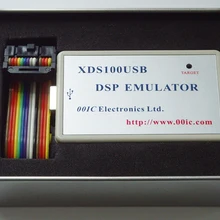 XDS100USB
TARGET
DSP EMULATOR
00IC Electronics Ltd.
http://www.00ic.com